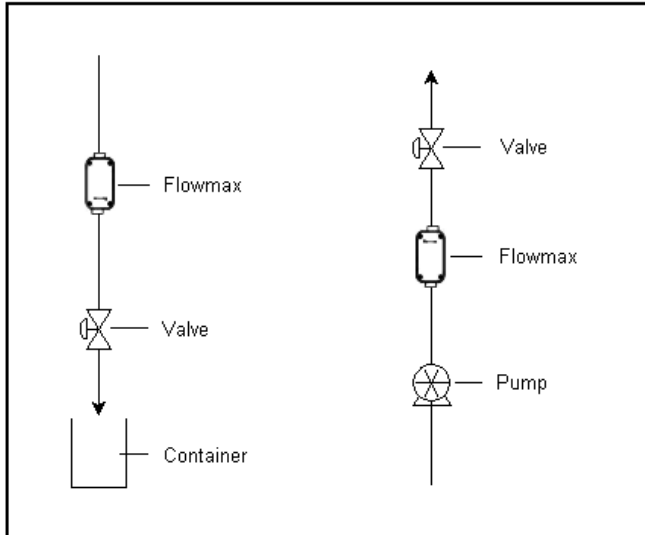 Flowmax
Valve
Container
Valve
Flowmax
Pump